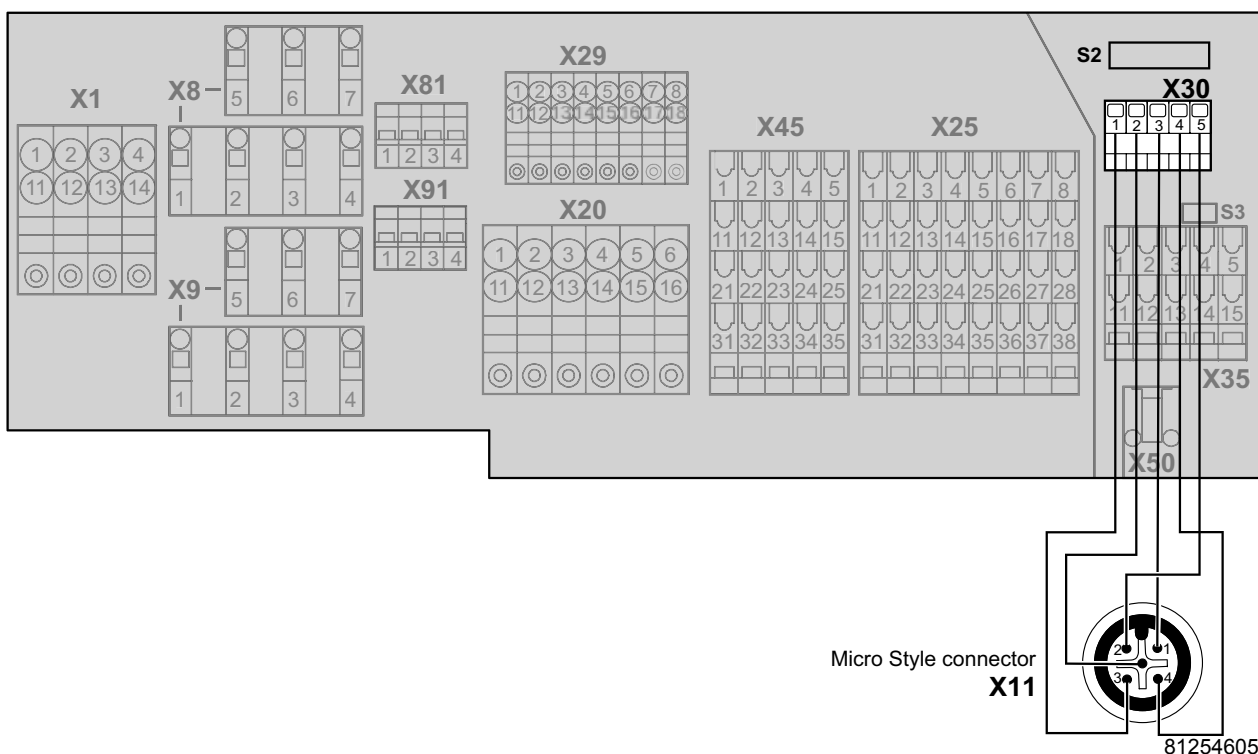 S2
X30
1 2 3 4 5
X1
1 2 3 4
11 12 13 14
X8
5 6 7
1 2 3 4
X9
5 6 7
1 2 3 4
X81
1 2 3 4
X91
1 2 3 4
X29
1 2 3 4 5 6 7 8
11 12 13 14 15 16 17 18
X20
1 2 3 4 5 6
11 12 13 14 15 16
X45
1 2 3 4 5
11 12 13 14 15
21 22 23 24 25
31 32 33 34 35
X25
1 2 3 4 5 6 7 8
11 12 13 14 15 16 17 18
21 22 23 24 25 26 27 28
31 32 33 34 35 36 37 38
S3
1 2 3 4 5
11 12 13 14 15
X35
X50
Micro Style connector
X11
2 1
3 4
81254605